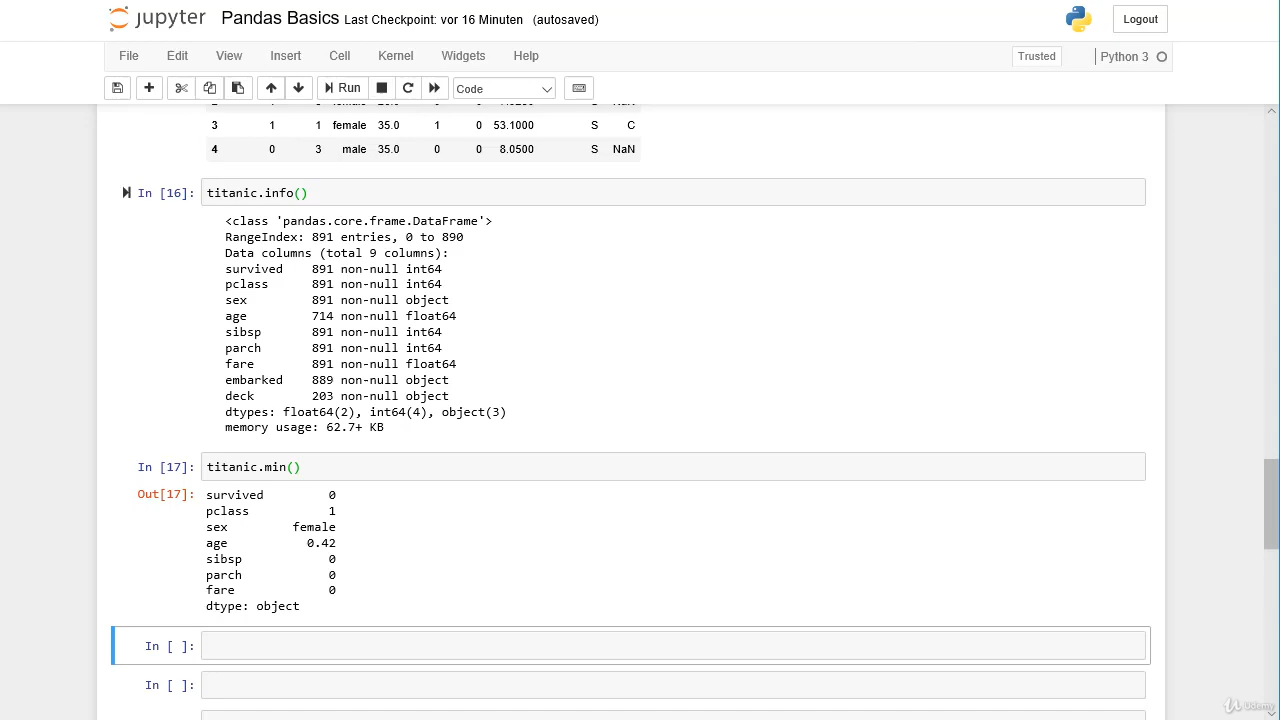 jupyter Pandas Basics Last Checkpoint: vor 16 Minuten (autosaved)
Logout
File Edit View Insert Cell Kernel Widgets Help
Trusted Python 3
Run Code
3 1 1 female 35.0 1 0 53.1000 S C
4 0 3 male 35.0 0 0 8.0500 S NaN
In [16]: titanic.info()
<class 'pandas.core.frame.DataFrame'>
RangeIndex: 891 entries, 0 to 890
Data columns (total 9 columns):
survived 891 non-null int64
pclass 891 non-null int64
sex 891 non-null object
age 714 non-null float64
sibsp 891 non-null int64
parch 891 non-null int64
fare 891 non-null float64
embarked 889 non-null object
deck 203 non-null object
dtypes: float64(2), int64(4), object(3)
memory usage: 62.7+ KB
In [17]: titanic.min()
Out[17]: survived 0
pclass 1
sex female
age 0.42
sibsp 0
parch 0
fare 0
dtype: object
In [ ]:
In [ ]:
Udemy